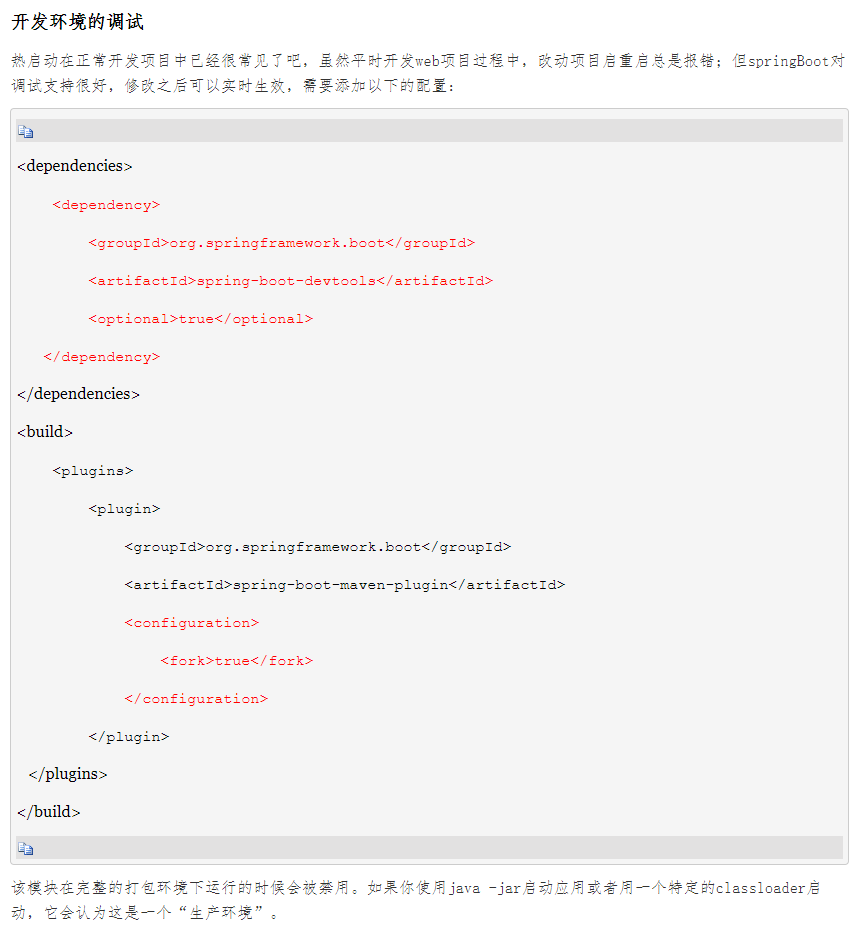 开发环境的调试
热启动在正常开发项目中已经很常见了吧，虽然平时开发web项目过程中，改动项目启重启总是报错；但springBoot对
调试支持很好，修改之后可以实时生效，需要添加以下的配置：
<dependencies>
<dependency>
<groupId>org.springframework.boot</groupId>
<artifactId>spring-boot-devtools</artifactId>
<optional>true</optional>
</dependency>
</dependencies>
<build>
<plugins>
<plugin>
<groupId>org.springframework.boot</groupId>
<artifactId>spring-boot-maven-plugin</artifactId>
<configuration>
<fork>true</fork>
</configuration>
</plugin>
</plugins>
</build>
该模块在完整的打包环境下运行的时候会被禁用。如果你使用java -jar启动应用或者用一个特定的classloader启
动，它会认为这是一个“生产环境”。